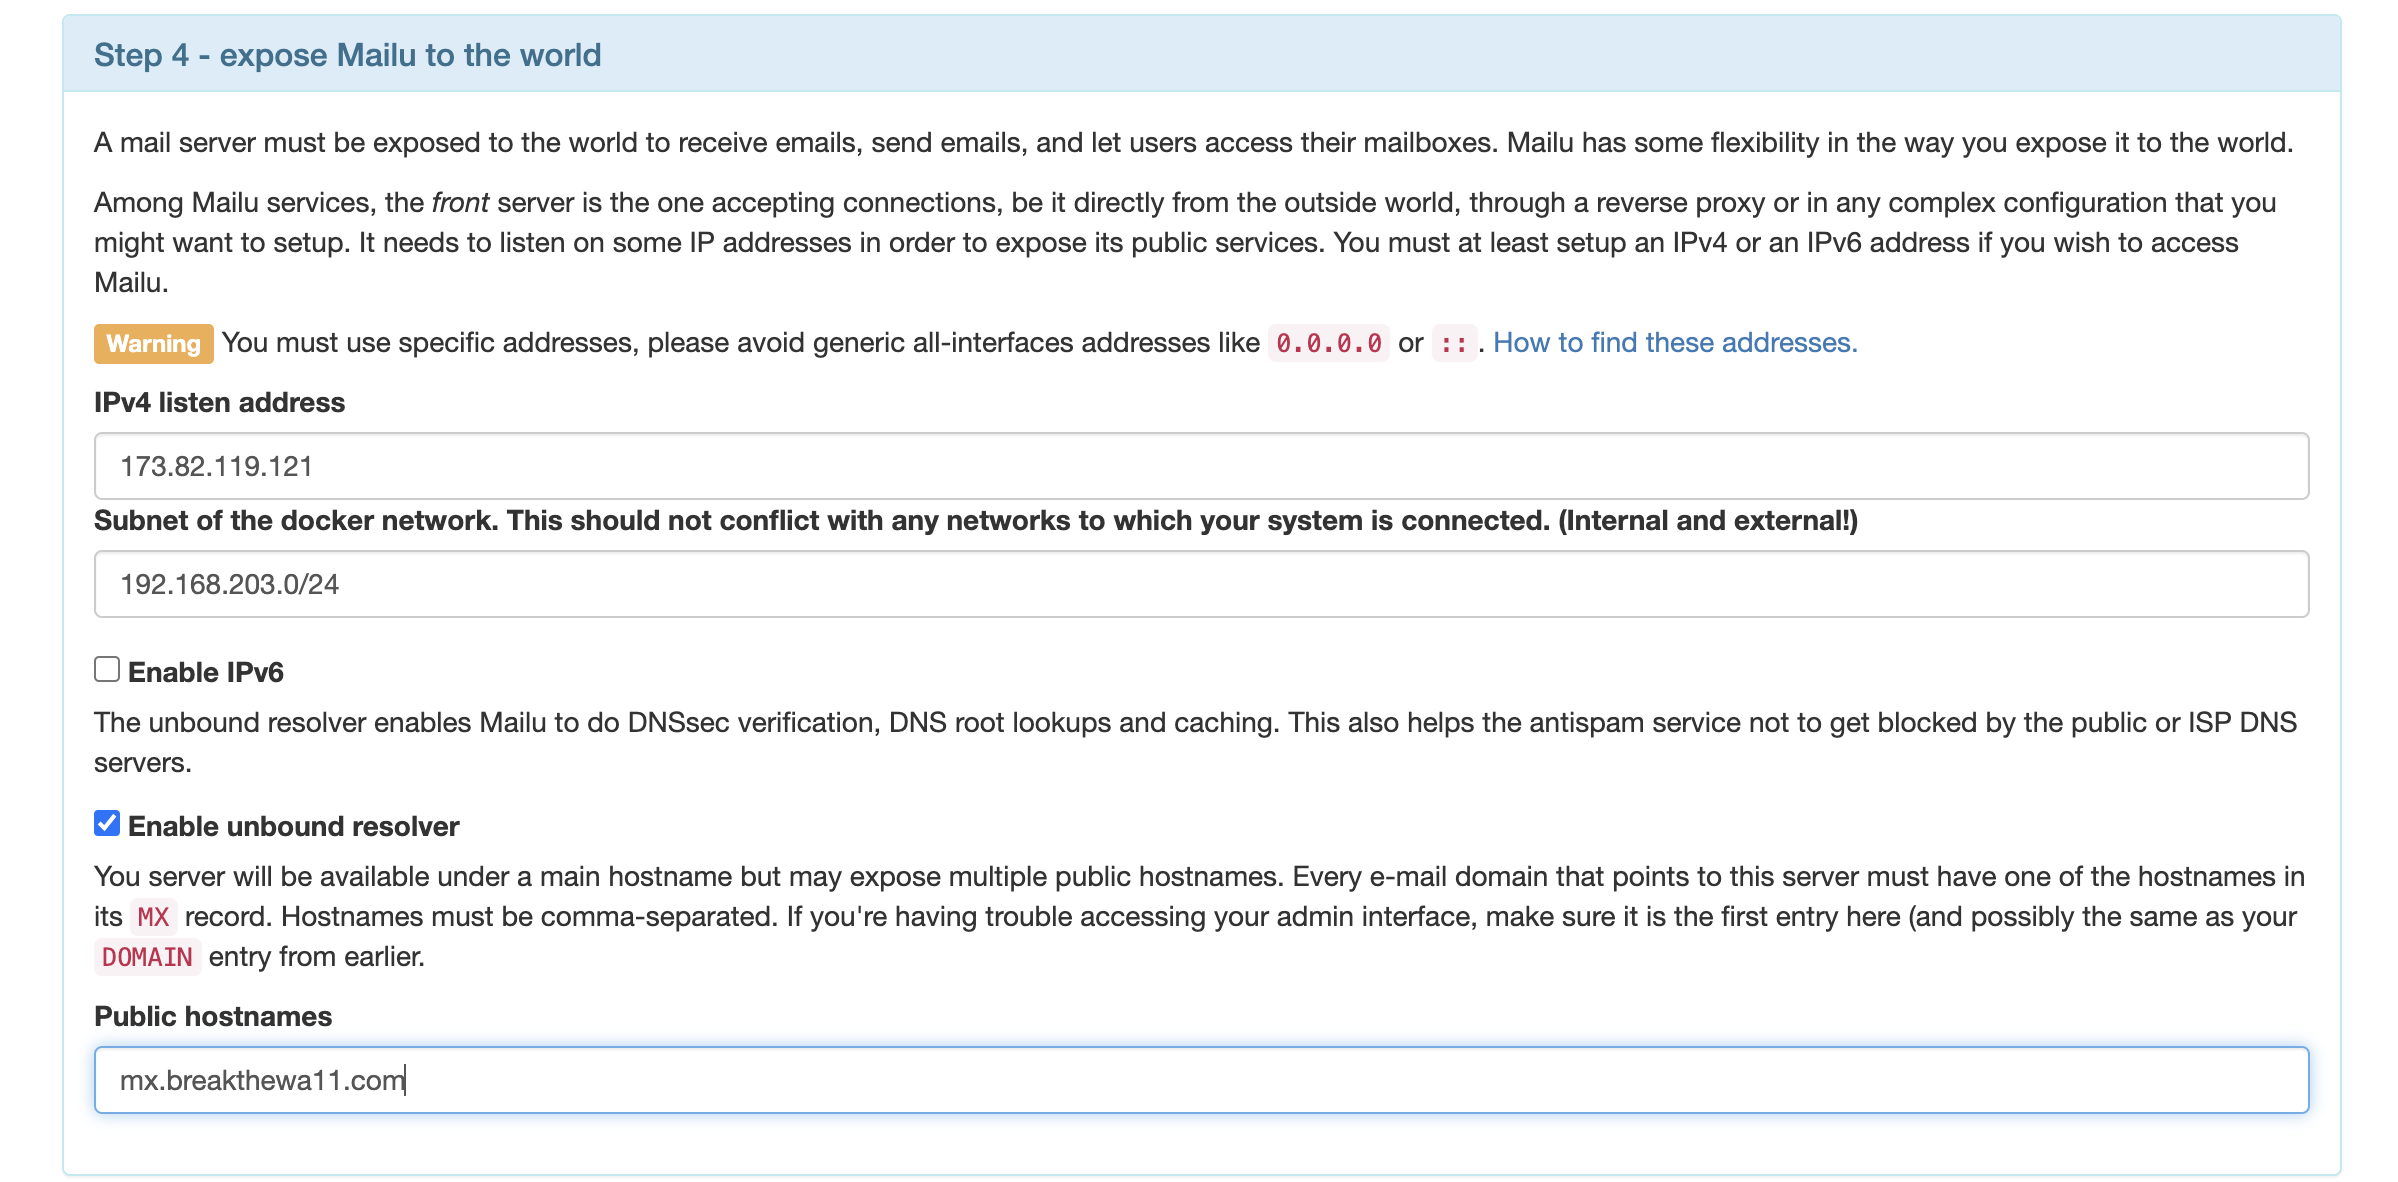 Step 4 - expose Mailu to the world
A mail server must be exposed to the world to receive emails, send emails, and let users access their mailboxes. Mailu has some flexibility in the way you expose it to the world.
Among Mailu services, the front server is the one accepting connections, be it directly from the outside world, through a reverse proxy or in any complex configuration that you
might want to setup. It needs to listen on some IP addresses in order to expose its public services. You must at least setup an IPv4 or an IPv6 address if you wish to access
Mailu.
Warning You must use specific addresses, please avoid generic all-interfaces addresses like 0.0.0.0 or ::. How to find these addresses.
IPv4 listen address
173.82.119.121
Subnet of the docker network. This should not conflict with any networks to which your system is connected. (Internal and external!)
192.168.203.0/24
Enable IPv6
The unbound resolver enables Mailu to do DNSsec verification, DNS root lookups and caching. This also helps the antispam service not to get blocked by the public or ISP DNS
servers.
Enable unbound resolver
You server will be available under a main hostname but may expose multiple public hostnames. Every e-mail domain that points to this server must have one of the hostnames in
its MX record. Hostnames must be comma-separated. If you're having trouble accessing your admin interface, make sure it is the first entry here (and possibly the same as your
DOMAIN entry from earlier.
Public hostnames
mx.breakthewa11.com